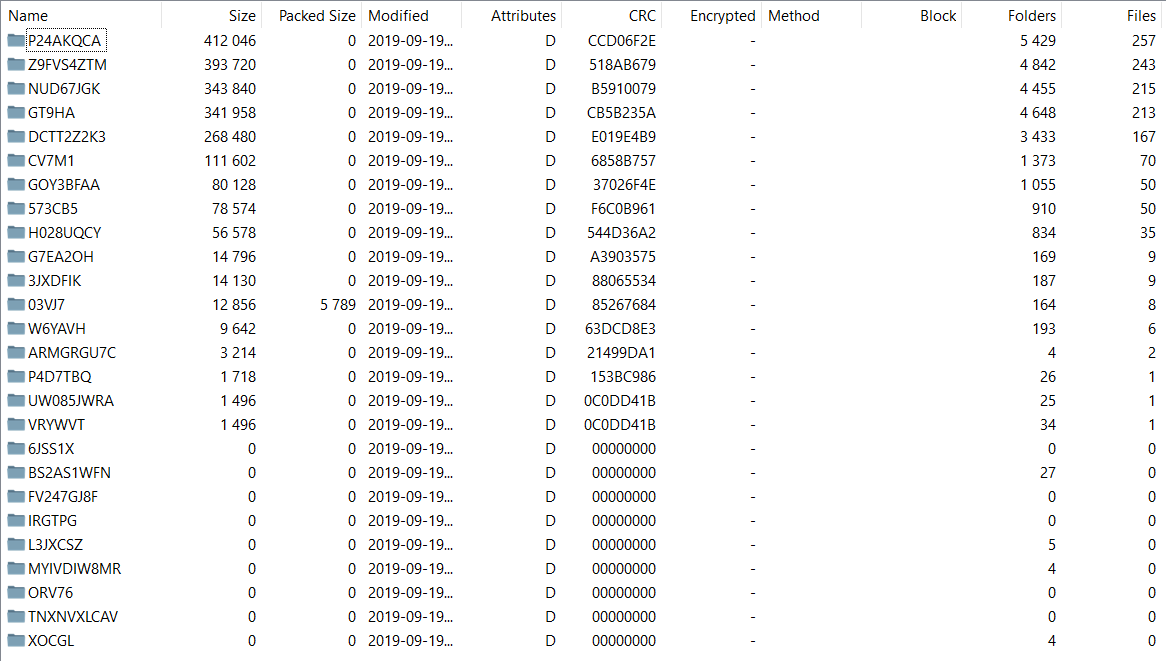 Name Size Packed Size Modified Attributes CRC Encrypted Method Block Folders Files
P24AKQCA 412 046 0 2019-09-19... D CCD06F2E - 5 429 257
Z9FVS4ZTM 393 720 0 2019-09-19... D 518AB679 - 4 842 243
NUD67JGK 343 840 0 2019-09-19... D B5910079 - 4 455 215
GT9HA 341 958 0 2019-09-19... D CB5B235A - 4 648 213
DCTT2Z2K3 268 480 0 2019-09-19... D E019E4B9 - 3 433 167
CV7M1 111 602 0 2019-09-19... D 6858B757 - 1 373 70
GOY3BFAA 80 128 0 2019-09-19... D 37026F4E - 1 055 50
573CB5 78 574 0 2019-09-19... D F6C0B961 - 910 50
H028UQCY 56 578 0 2019-09-19... D 544D36A2 - 834 35
G7EA2OH 14 796 0 2019-09-19... D A3903575 - 169 9
3JXDFIK 14 130 0 2019-09-19... D 88065534 - 187 9
03VJ7 12 856 5 789 2019-09-19... D 85267684 - 164 8
W6YAVH 9 642 0 2019-09-19... D 63DCD8E3 - 193 6
ARMGRGU7C 3 214 0 2019-09-19... D 21499DA1 - 4 2
P4D7TBQ 1 718 0 2019-09-19... D 153BC986 - 26 1
UW085JWRA 1 496 0 2019-09-19... D 0C0DD41B - 25 1
VRYWVT 1 496 0 2019-09-19... D 0C0DD41B - 34 1
6JSS1X 0 0 2019-09-19... D 00000000 - 0 0
BS2AS1WFN 0 0 2019-09-19... D 00000000 - 27 0
FV247GJ8F 0 0 2019-09-19... D 00000000 - 0 0
IRGTPG 0 0 2019-09-19... D 00000000 - 0 0
L3JXCSZ 0 0 2019-09-19... D 00000000 - 5 0
MYIVDIW8MR 0 0 2019-09-19... D 00000000 - 4 0
ORV76 0 0 2019-09-19... D 00000000 - 0 0
TNXNVXLCAV 0 0 2019-09-19... D 00000000 - 0 0
XOCGL 0 0 2019-09-19... D 00000000 - 4 0